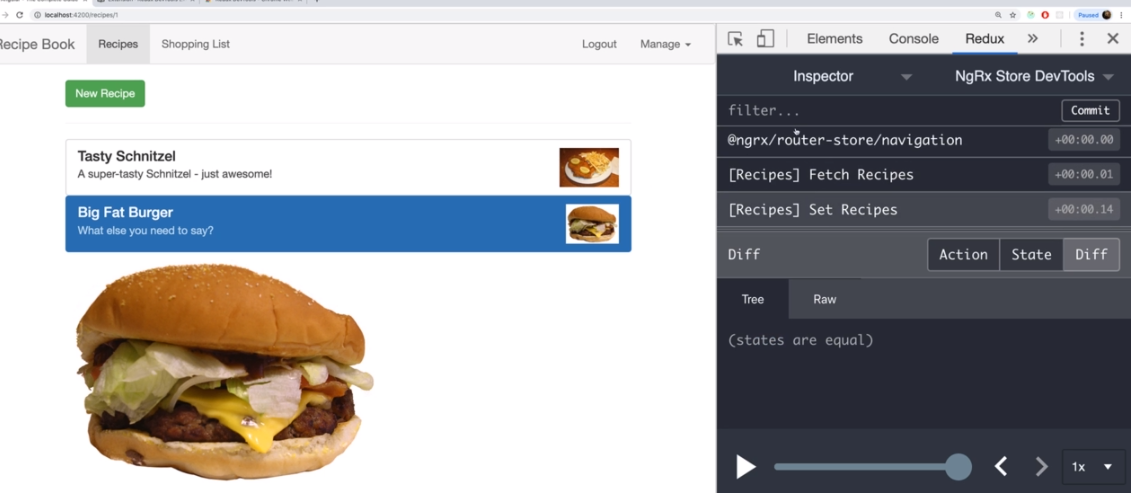 localhost:4200/recipes/1
Paused
Recipe Book
Recipes
Shopping List
Logout
Manage
New Recipe
Tasty Schnitzel
A super-tasty Schnitzel - just awesome!
Big Fat Burger
What else you need to say?
Elements
Console
Redux
Inspector
NgRx Store DevTools
filter...
Commit
@ngrx/router-store/navigation
+00:00.00
[Recipes] Fetch Recipes
+00:00.01
[Recipes] Set Recipes
+00:00.14
Diff
Action
State
Diff
Tree
Raw
(states are equal)
1x